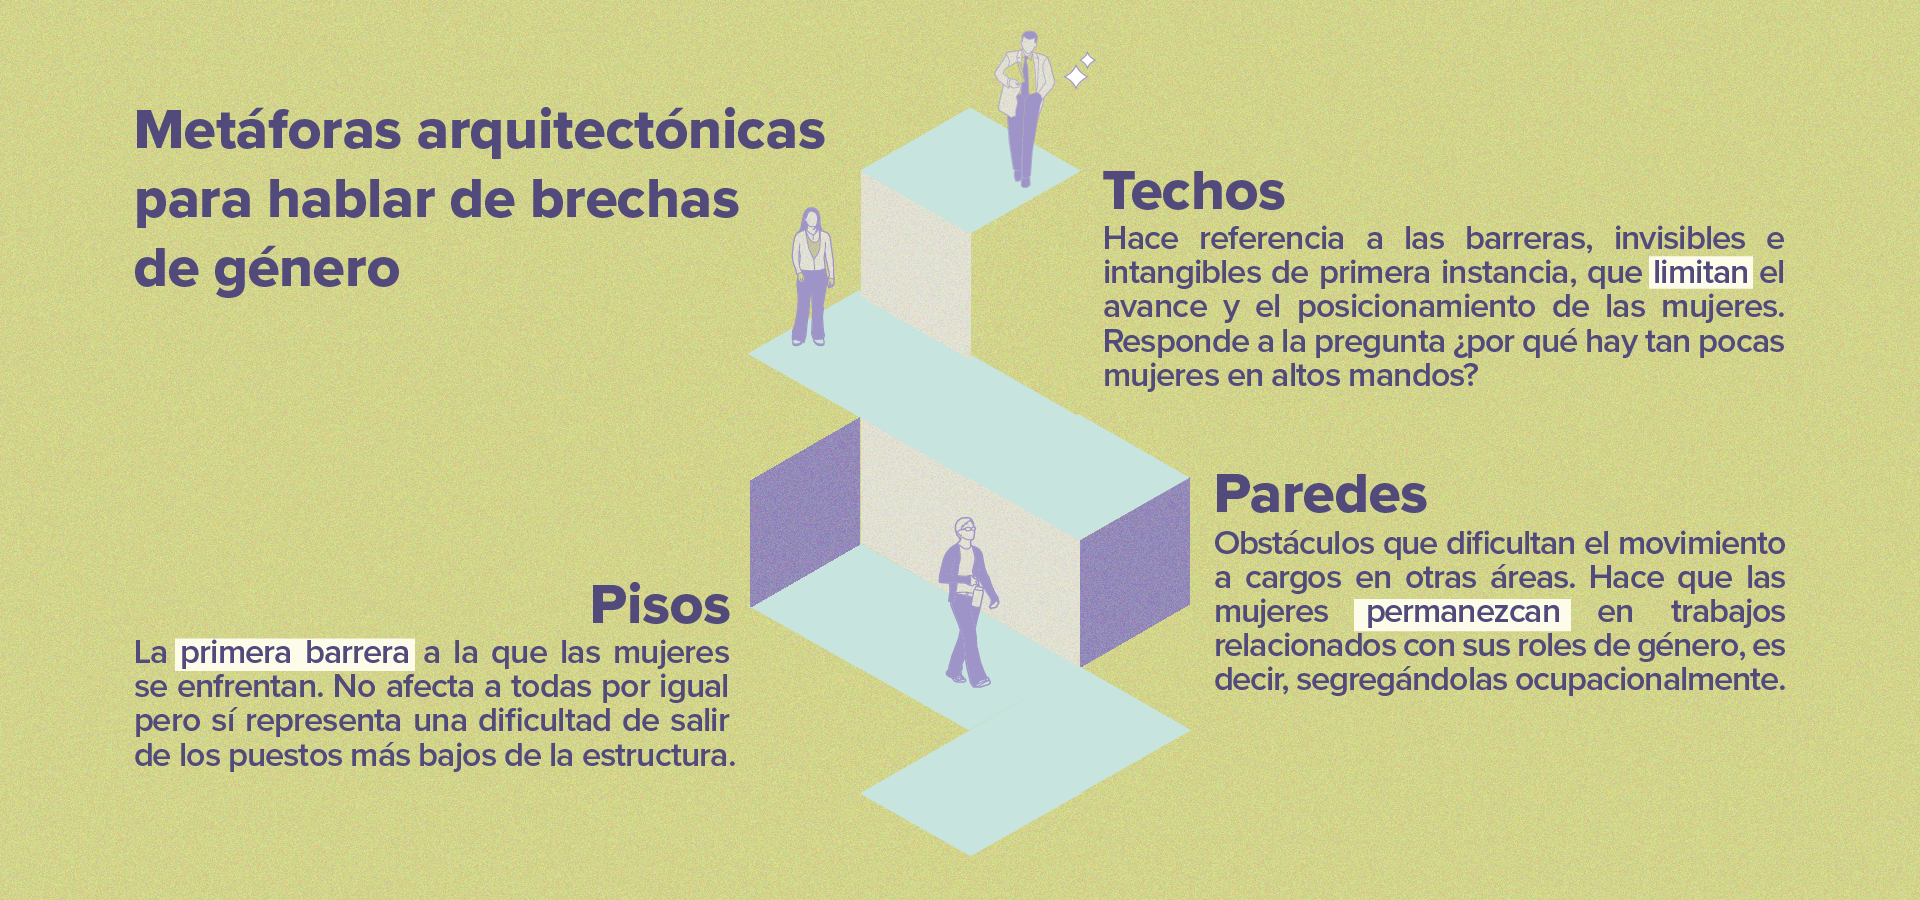 Metáforas arquitectónicas
para hablar de brechas
de género
Techos
Hace referencia a las barreras, invisibles e
intangibles de primera instancia, que limitan el
avance y el posicionamiento de las mujeres.
Responde a la pregunta ¿por qué hay tan pocas
mujeres en altos mandos?
Paredes
Obstáculos que dificultan el movimiento
a cargos en otras áreas. Hace que las
mujeres permanezcan en trabajos
relacionados con sus roles de género, es
decir, segregándolas ocupacionalmente.
Pisos
La primera barrera a la que las mujeres
se enfrentan. No afecta a todas por igual
pero sí representa una dificultad de salir
de los puestos más bajos de la estructura.